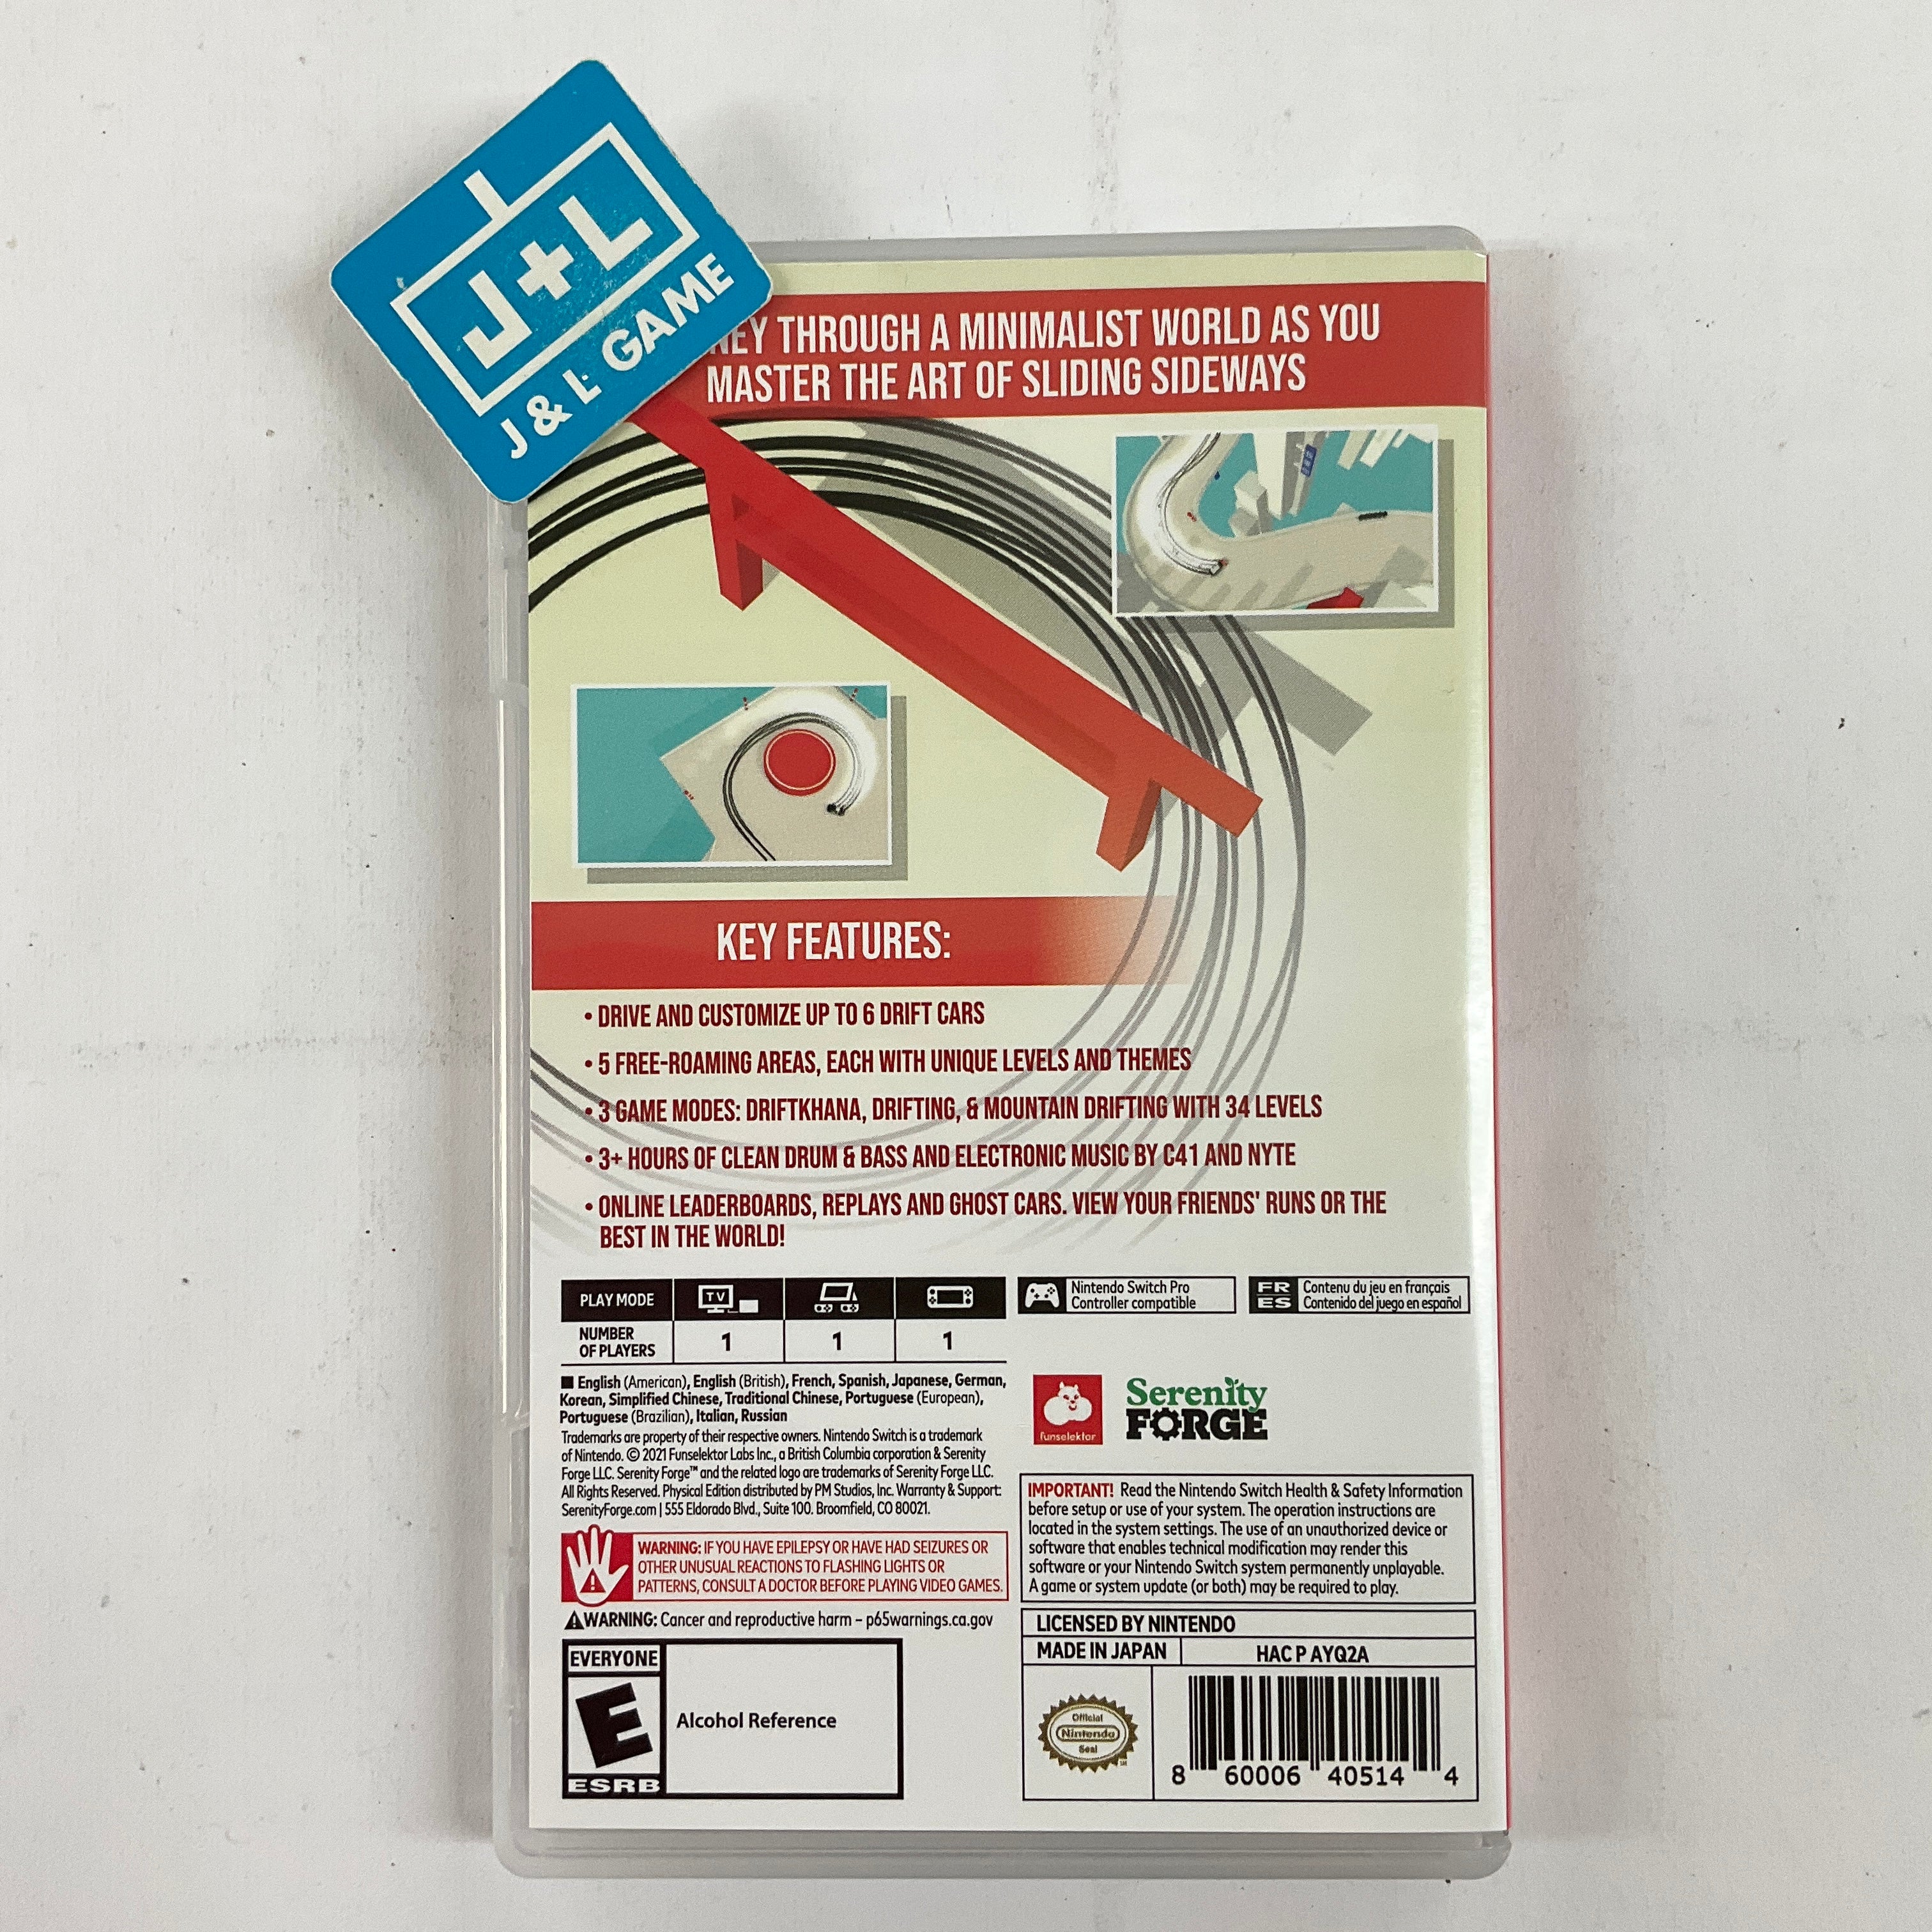 J+L
J & L GAME
THROUGH A MINIMALIST WORLD AS YOU
MASTER THE ART OF SLIDING SIDEWAYS
KEY FEATURES:
• DRIVE AND CUSTOMIZE UP TO 6 DRIFT CARS
• 5 FREE-ROAMING AREAS, EACH WITH UNIQUE LEVELS AND THEMES
• 3 GAME MODES: DRIFTKHANA, DRIFTING, & MOUNTAIN DRIFTING WITH 34 LEVELS
• 3+ HOURS OF CLEAN DRUM & BASS AND ELECTRONIC MUSIC BY C41 AND NYTE
• ONLINE LEADERBOARDS, REPLAYS AND GHOST CARS. VIEW YOUR FRIENDS' RUNS OR THE
BEST IN THE WORLD!
PLAY MODE TV
NUMBER
OF PLAYERS 1 1 1
Nintendo Switch Pro
Controller compatible
FR Contenu du jeu en français
ES Contenido del juego en español
■ English (American), English (British), French, Spanish, Japanese, German,
Korean, Simplified Chinese, Traditional Chinese, Portuguese (European),
Portuguese (Brazilian), Italian, Russian
Trademarks are property of their respective owners. Nintendo Switch is a trademark
of Nintendo. © 2021 Funselektor Labs Inc., a British Columbia corporation & Serenity
Forge LLC. Serenity Forge™ and the related logo are trademarks of Serenity Forge LLC.
All Rights Reserved. Physical Edition distributed by PM Studios, Inc. Warranty & Support:
SerenityForge.com | 555 Eldorado Blvd., Suite 100. Broomfield, CO 80021.
funselektor
Serenity
FORGE
WARNING: IF YOU HAVE EPILEPSY OR HAVE HAD SEIZURES OR
OTHER UNUSUAL REACTIONS TO FLASHING LIGHTS OR
PATTERNS, CONSULT A DOCTOR BEFORE PLAYING VIDEO GAMES.
⚠WARNING: Cancer and reproductive harm – p65warnings.ca.gov
IMPORTANT! Read the Nintendo Switch Health & Safety Information
before setup or use of your system. The operation instructions are
located in the system settings. The use of an unauthorized device or
software that enables technical modification may render this
software or your Nintendo Switch system permanently unplayable.
A game or system update (or both) may be required to play.
EVERYONE
E
ESRB
Alcohol Reference
LICENSED BY NINTENDO
MADE IN JAPAN HAC P AYQ2A
Official
Nintendo
Seal
8 60006 40514 4